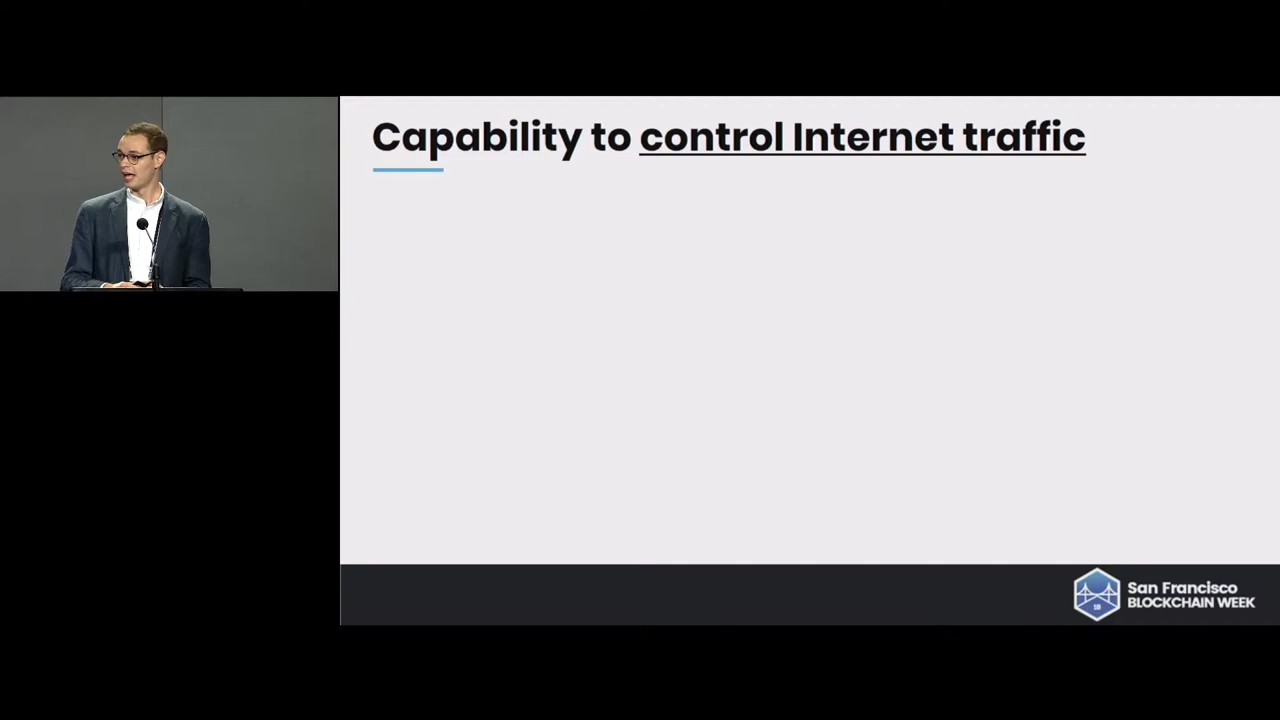 Capability to control Internet traffic
San Francisco
BLOCKCHAIN WEEK